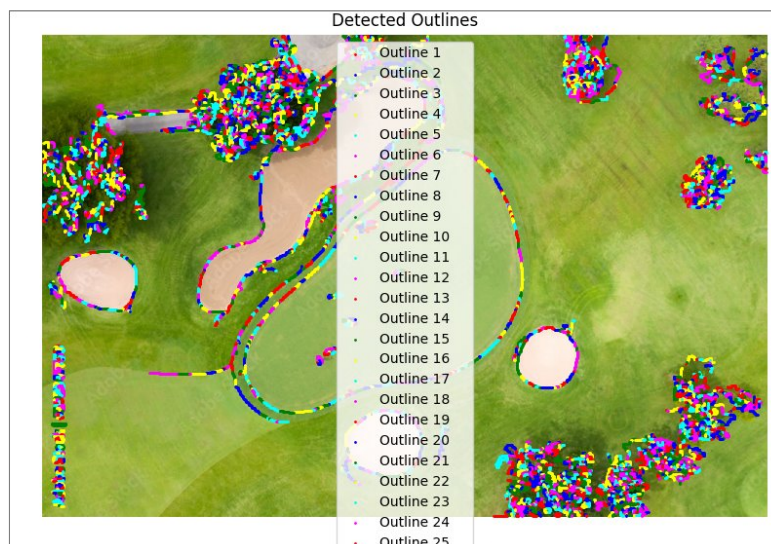 Detected Outlines
Outline 1
Outline 2
Outline 3
Outline 4
Outline 5
Outline 6
Outline 7
Outline 8
Outline 9
Outline 10
Outline 11
Outline 12
Outline 13
Outline 14
Outline 15
Outline 16
Outline 17
Outline 18
Outline 19
Outline 20
Outline 21
Outline 22
Outline 23
Outline 24
Outline 25